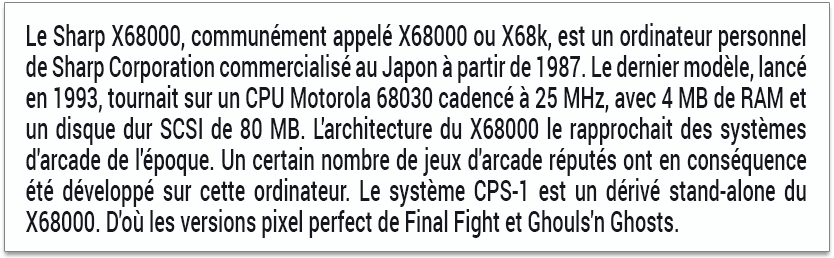 Le Sharp X68000, communément appelé X68000 ou X68k, est un ordinateur personnel
de Sharp Corporation commercialisé au Japon à partir de 1987. Le dernier modèle, lancé
en 1993, tournait sur un CPU Motorola 68030 cadencé à 25 MHz, avec 4 MB de RAM et
un disque dur SCSI de 80 MB. L'architecture du X68000 le rapprochait des systèmes
d'arcade de l'époque. Un certain nombre de jeux d'arcade réputés ont en conséquence
été développé sur cette ordinateur. Le système CPS-1 est un dérivé stand-alone du
X68000. D'où les versions pixel perfect de Final Fight et Ghouls'n Ghosts.